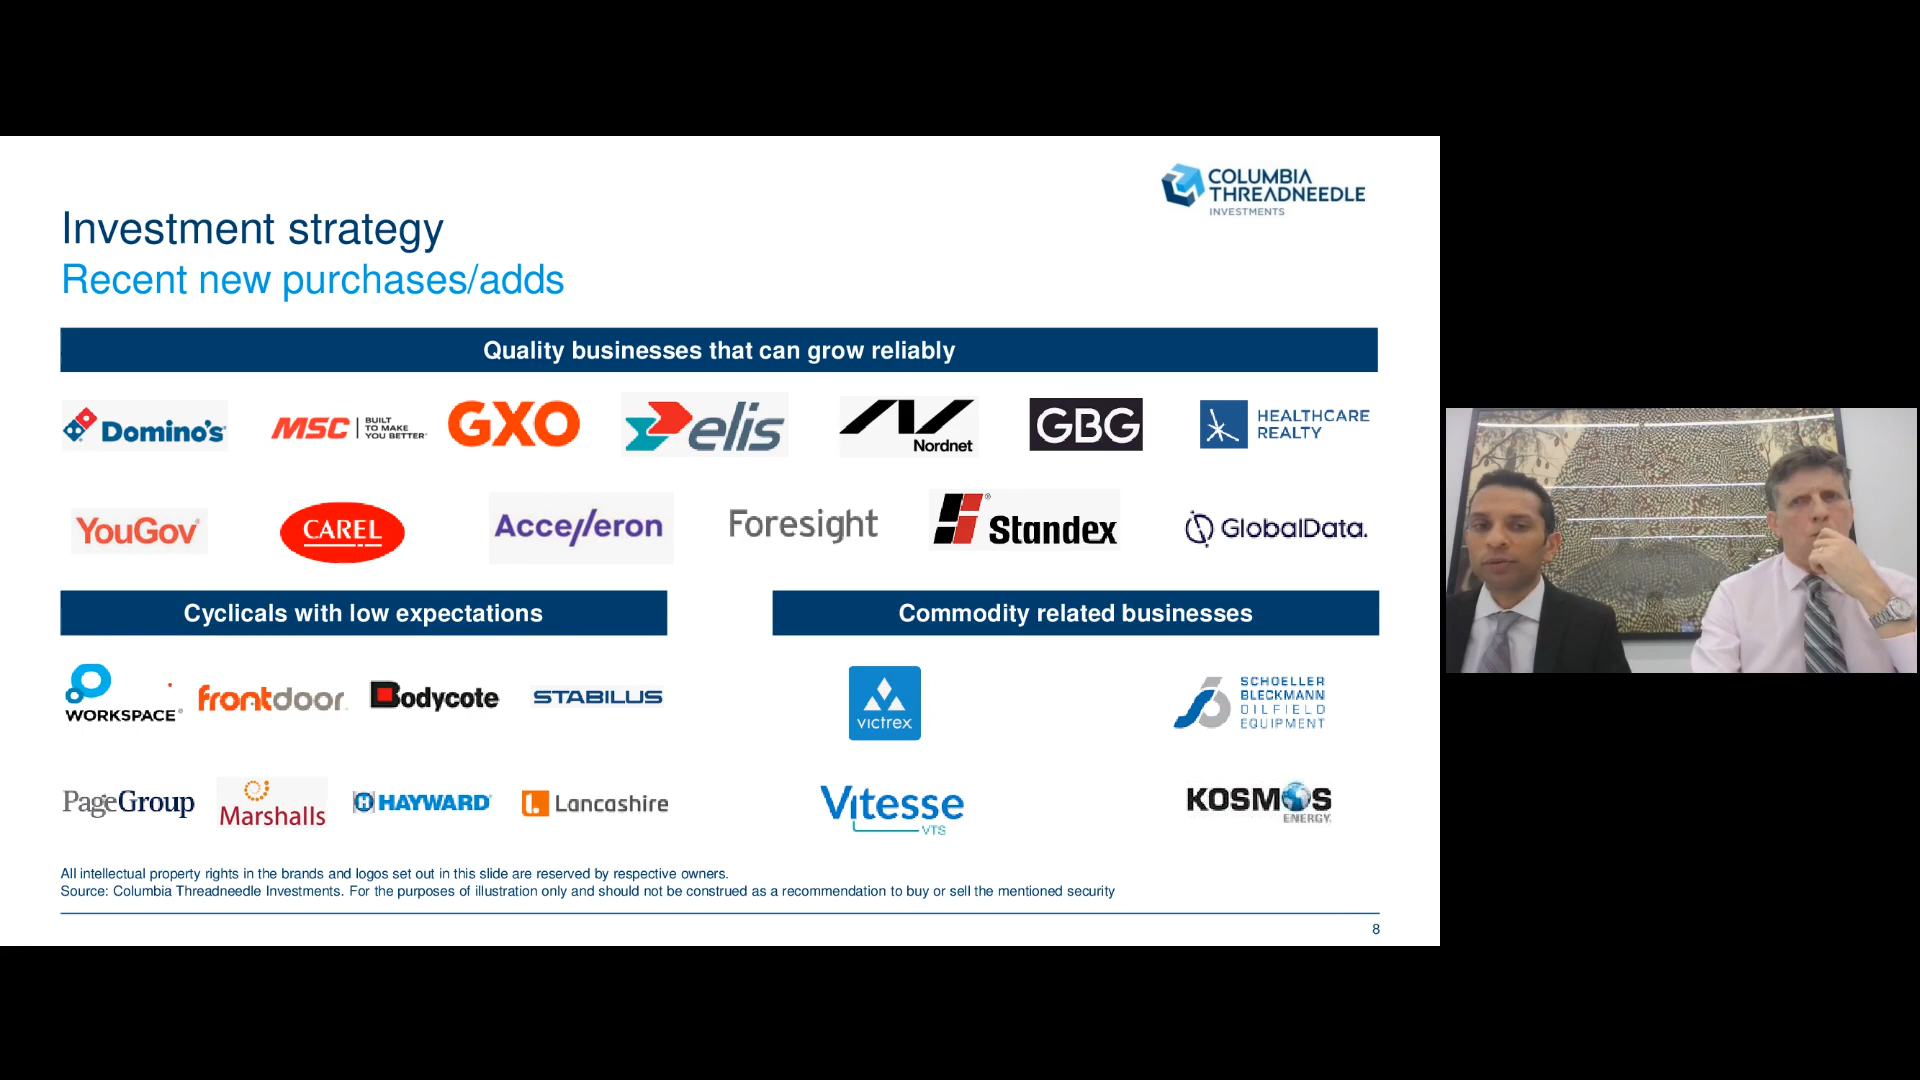 COLUMBIA
THREADNEEDLE
INVESTMENTS
Investment strategy
Recent new purchases/adds
Quality businesses that can grow reliably
Domino's
MSC BUILT TO MAKE YOU BETTER™
GXO
elis
Nordnet
GBG
HEALTHCARE
REALTY
YouGov®
CAREL
Accelleron
Foresight
Standex®
GlobalData.
Cyclicals with low expectations
Commodity related businesses
WORKSPACE®
frontdoor
Bodycote
STABILUS
victrex
SCHOELLER
BLECKMANN
OILFIELD
EQUIPMENT
PageGroup
Marshalls
HAYWARD
Lancashire
Vitesse
VTS
KOSMOS
ENERGY
All intellectual property rights in the brands and logos set out in this slide are reserved by respective owners.
Source: Columbia Threadneedle Investments. For the purposes of illustration only and should not be construed as a recommendation to buy or sell the mentioned security
8